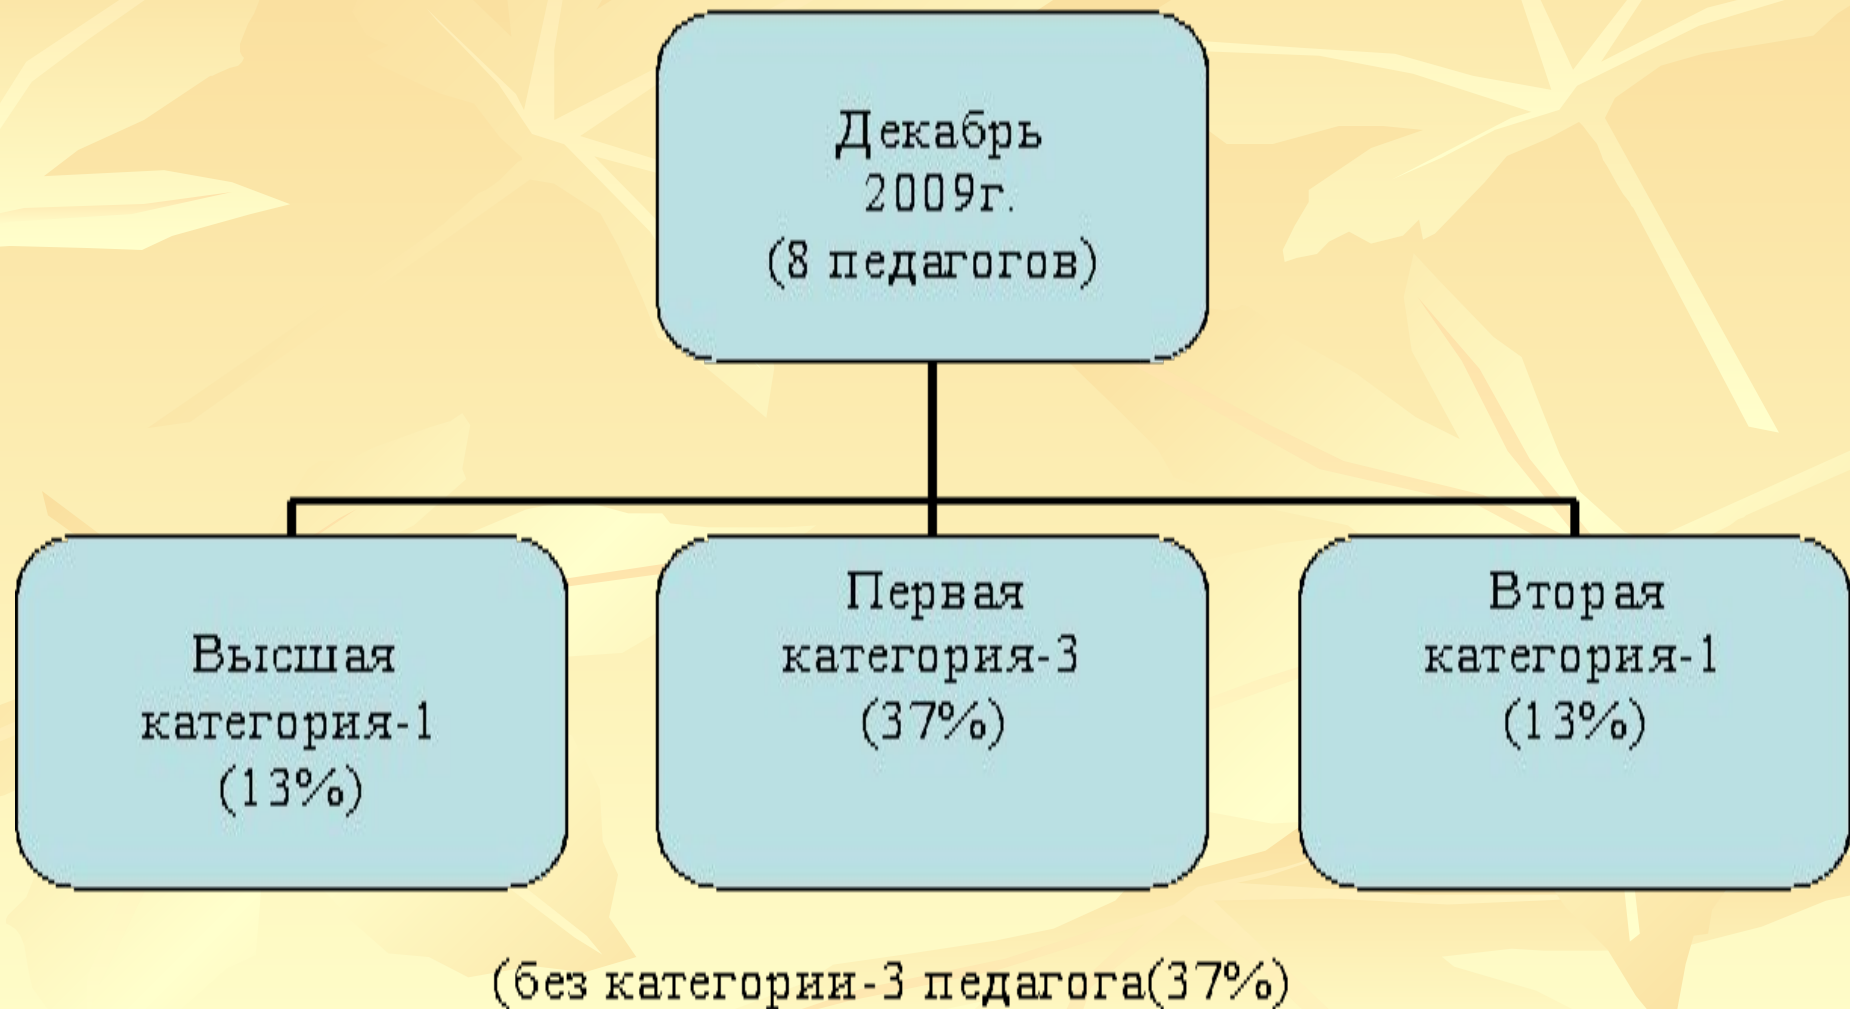 Декабрь
2009г.
(8 педагогов)
Высшая
категория-1
(13%)
Первая
категория-3
(37%)
Вторая
категория-1
(13%)
(без категории-3 педагога(37%)